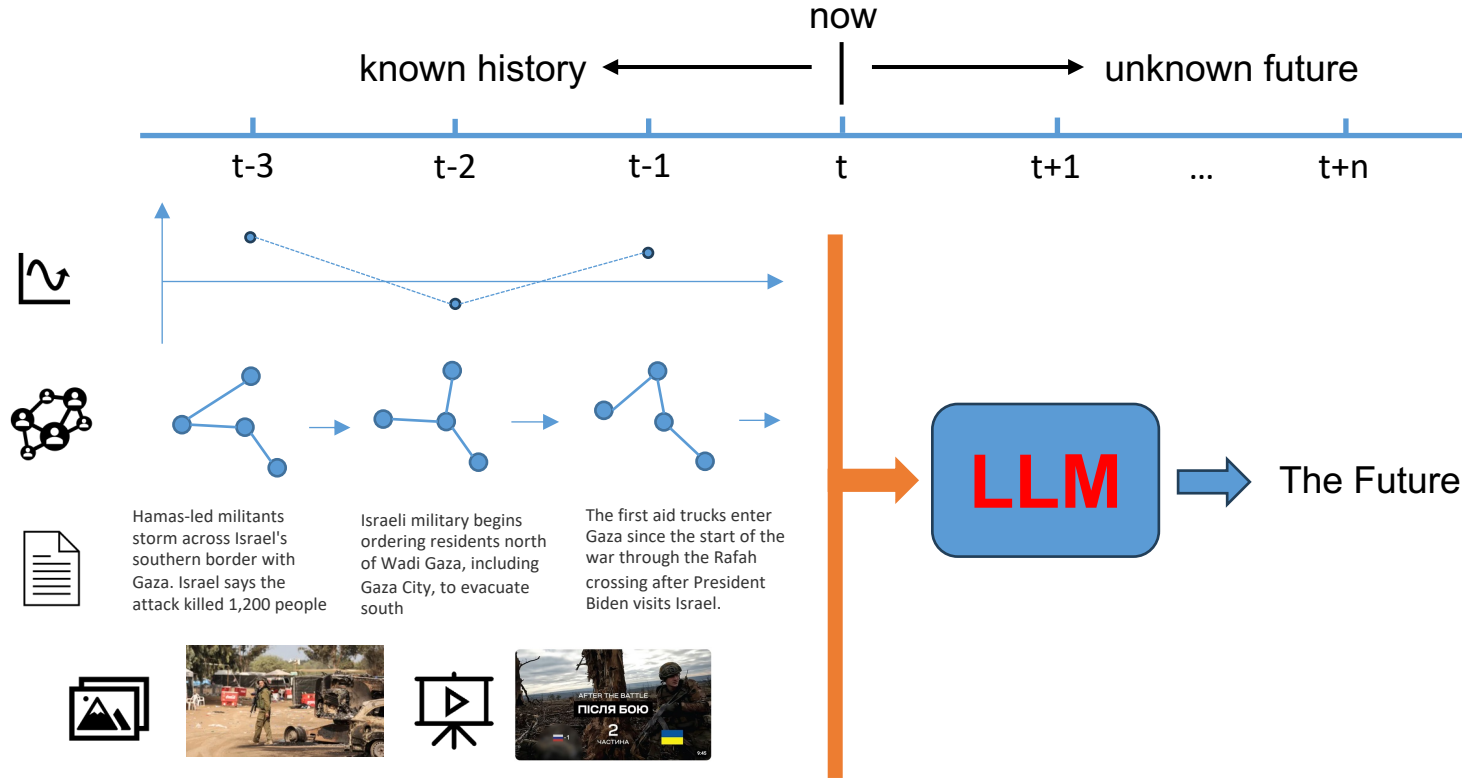 now
known history
unknown future
t-3
t-2
t-1
t
t+1
...
t+n
LLM
The Future
Hamas-led militants
storm across Israel's
southern border with
Gaza. Israel says the
attack killed 1,200 people
Israeli military begins
ordering residents north
of Wadi Gaza, including
Gaza City, to evacuate
south
The first aid trucks enter
Gaza since the start of the
war through the Rafah
crossing after President
Biden visits Israel.
AFTER THE BATTLE
ПІСЛЯ БОЮ
2
ЧАСТИНА
-1
9:45